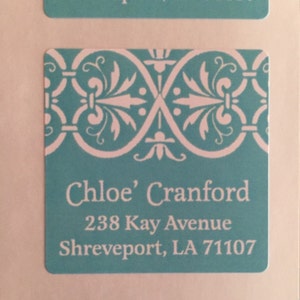 Chloe' Cranford
238 Kay Avenue
Shreveport, LA 71107